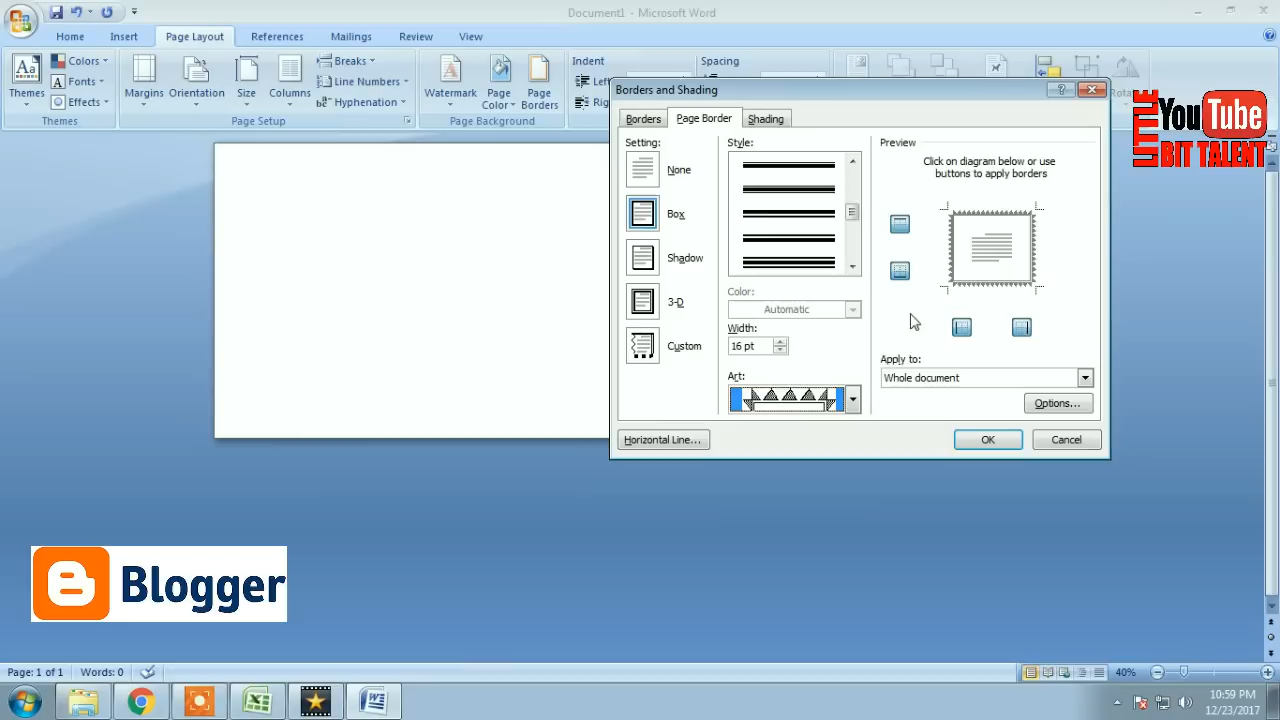 Document1 - Microsoft Word
Home Insert Page Layout References Mailings Review View
Themes
Colors
Fonts
Effects
Themes
Margins
Orientation
Size
Columns
Breaks
Line Numbers
Hyphenation
Page Setup
Watermark
Page Color
Page Borders
Page Background
Indent
Spacing
Borders and Shading
Borders Page Border Shading
Setting:
None
Box
Shadow
3-D
Custom
Style:
Color:
Automatic
Width:
16 pt
Art:
Preview
Click on diagram below or use
buttons to apply borders
Apply to:
Whole document
Options...
Horizontal Line...
OK
Cancel
YouTube
LITTLE
BIT TALENT
Blogger
Page: 1 of 1 Words: 0
40%
10:59 PM
12/23/2017